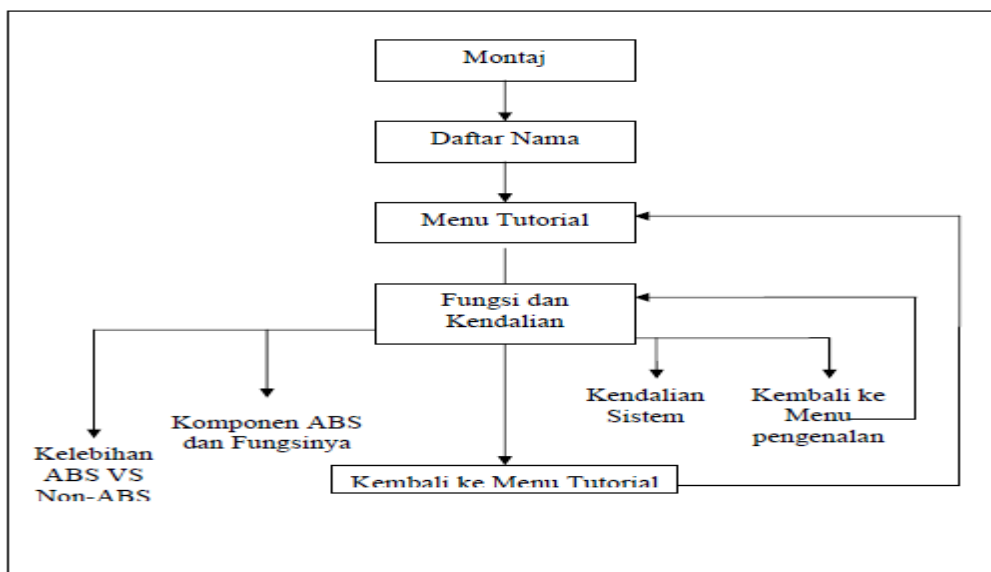 Montaj
Daftar Nama
Menu Tutorial
Fungsi dan
Kendalian
Kelebihan
ABS VS
Non-ABS
Komponen ABS
dan Fungsinya
Kendalian
Sistem
Kembali ke
Menu
pengenalan
Kembali ke Menu Tutorial